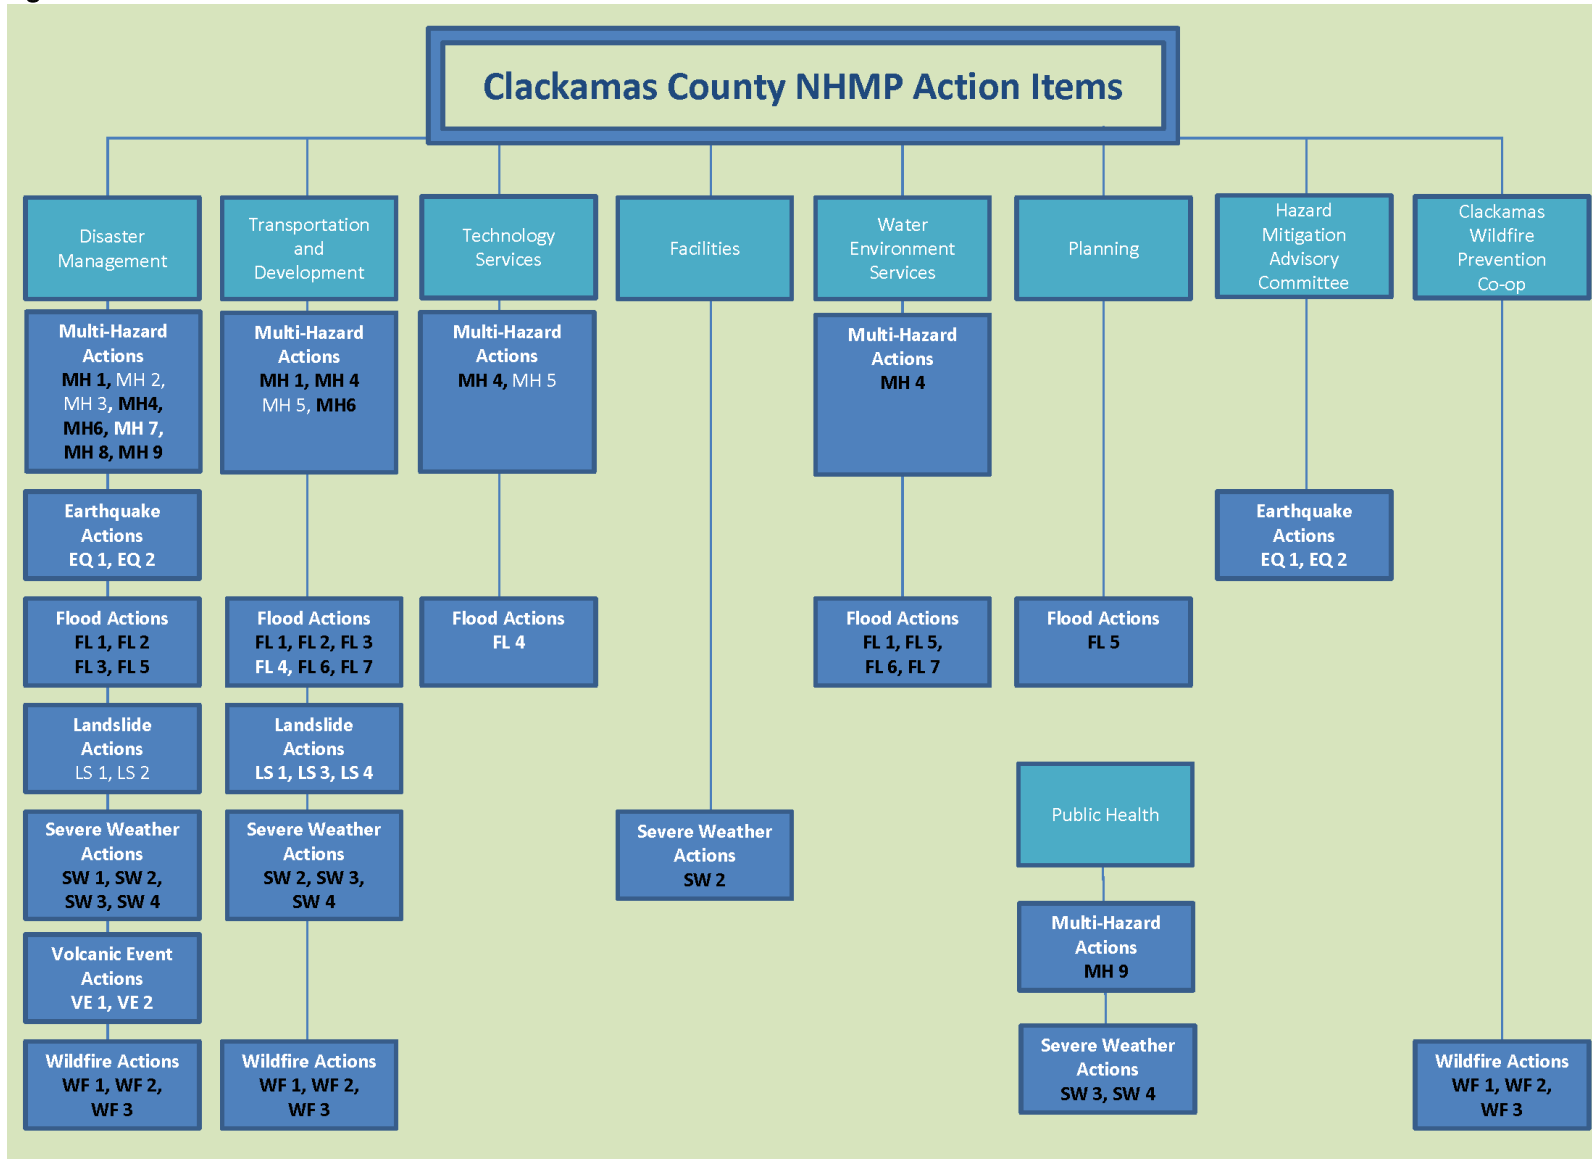 Clackamas County NHMP Action Items
Disaster
Management
Transportation
and
Development
Technology
Services
Facilities
Water
Environment
Services
Planning
Hazard
Mitigation
Advisory
Committee
Clackamas
Wildfire
Prevention
Co-op
Multi-Hazard
Actions
MH 1, MH 2,
MH 3, MH4,
MH6, MH 7,
MH 8, MH 9
Multi-Hazard
Actions
MH 1, MH 4
MH 5, MH6
Multi-Hazard
Actions
MH 4, MH 5
Multi-Hazard
Actions
MH 4
Earthquake
Actions
EQ 1, EQ 2
Earthquake
Actions
EQ 1, EQ 2
Flood Actions
FL 1, FL 2
FL 3, FL 5
Flood Actions
FL 1, FL 2, FL 3
FL 4, FL 6, FL 7
Flood Actions
FL 4
Flood Actions
FL 1, FL 5,
FL 6, FL 7
Flood Actions
FL 5
Landslide
Actions
LS 1, LS 2
Landslide
Actions
LS 1, LS 3, LS 4
Public Health
Severe Weather
Actions
SW 1, SW 2,
SW 3, SW 4
Severe Weather
Actions
SW 2, SW 3,
SW 4
Severe Weather
Actions
SW 2
Multi-Hazard
Actions
MH 9
Volcanic Event
Actions
VE 1, VE 2
Severe Weather
Actions
SW 3, SW 4
Wildfire Actions
WF 1, WF 2,
WF 3
Wildfire Actions
WF 1, WF 2,
WF 3
Wildfire Actions
WF 1, WF 2,
WF 3